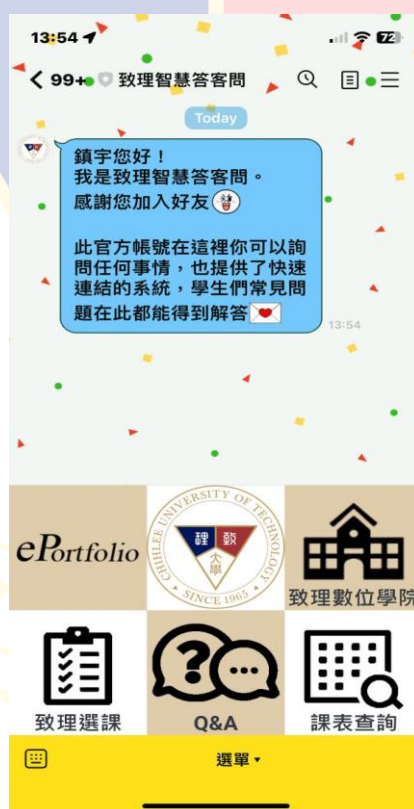 13:54
72
99+ 致理智慧答客問
Today
鎮宇您好！
我是致理智慧答客問。
感謝您加入好友
此官方帳號在這裡你可以詢
問任何事情，也提供了快速
連結的系統，學生們常見問
題在此都能得到解答
13:54
ePortfolio
CHIHLEE UNIVERSITY OF TECHNOLOGY
理 致
大學
SINCE 1965
致理數位學院
致理選課
Q&A
課表查詢
選單